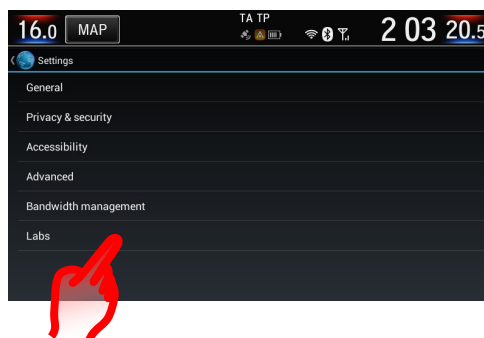 16.0 MAP TA TP 2 03 20.5
Settings
General
Privacy & security
Accessibility
Advanced
Bandwidth management
Labs